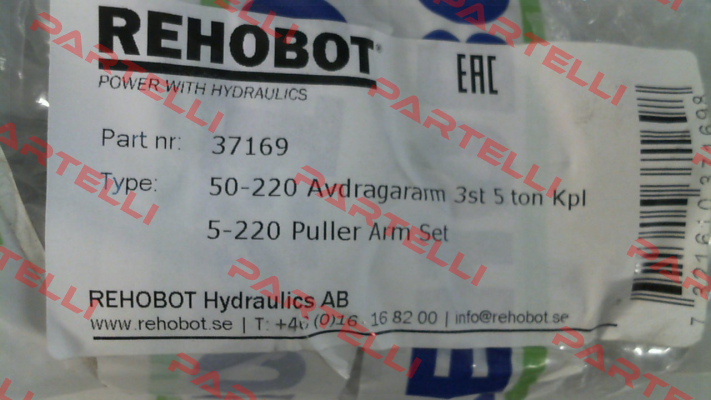 REHOBOT
POWER WITH HYDRAULICS
EAC
Part nr: 37169
Type: 50-220 Avdragararm 3st 5 ton Kpl
5-220 Puller Arm Set
REHOBOT Hydraulics AB
www.rehobot.se | T: +46 (0)16 16 82 00 | info@rehobot.se
PARTELLI